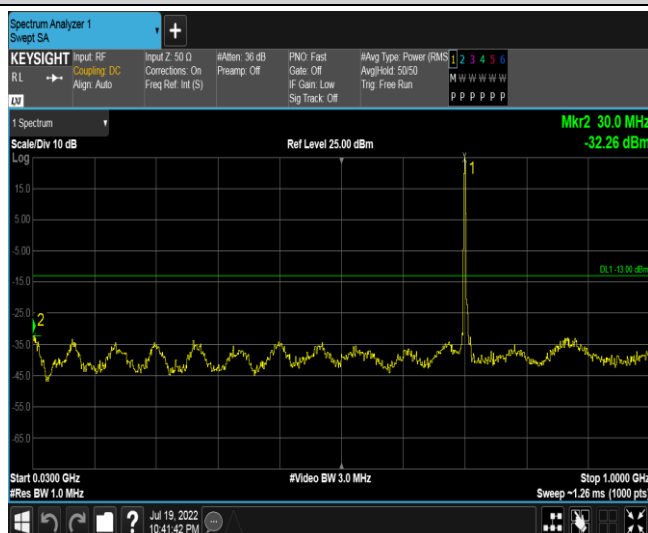 Spectrum Analyzer 1
Swept SA
+
KEYSIGHT
RL
LXI
Input: RF
Coupling: DC
Align: Auto
Input Z: 50 Ω
Corrections: On
Freq Ref: Int (S)
#Atten: 36 dB
Preamp: Off
PNO: Fast
Gate: Off
IF Gain: Low
Sig Track: Off
#Avg Type: Power (RMS
Avg|Hold: 50/50
Trig: Free Run
1 2 3 4 5 6
M W W W W W
P P P P P P
1 Spectrum
Mkr2 30.0 MHz
-32.26 dBm
Scale/Div 10 dB
Ref Level 25.00 dBm
Log
1
15.0
5.00
-5.00
DL1 -13.00 dBm
-15.0
-25.0
2
-35.0
-45.0
-55.0
-65.0
Start 0.0300 GHz
#Video BW 3.0 MHz
Stop 1.0000 GHz
#Res BW 1.0 MHz
Sweep ~1.26 ms (1000 pts)
?
Jul 19, 2022
10:41:42 PM